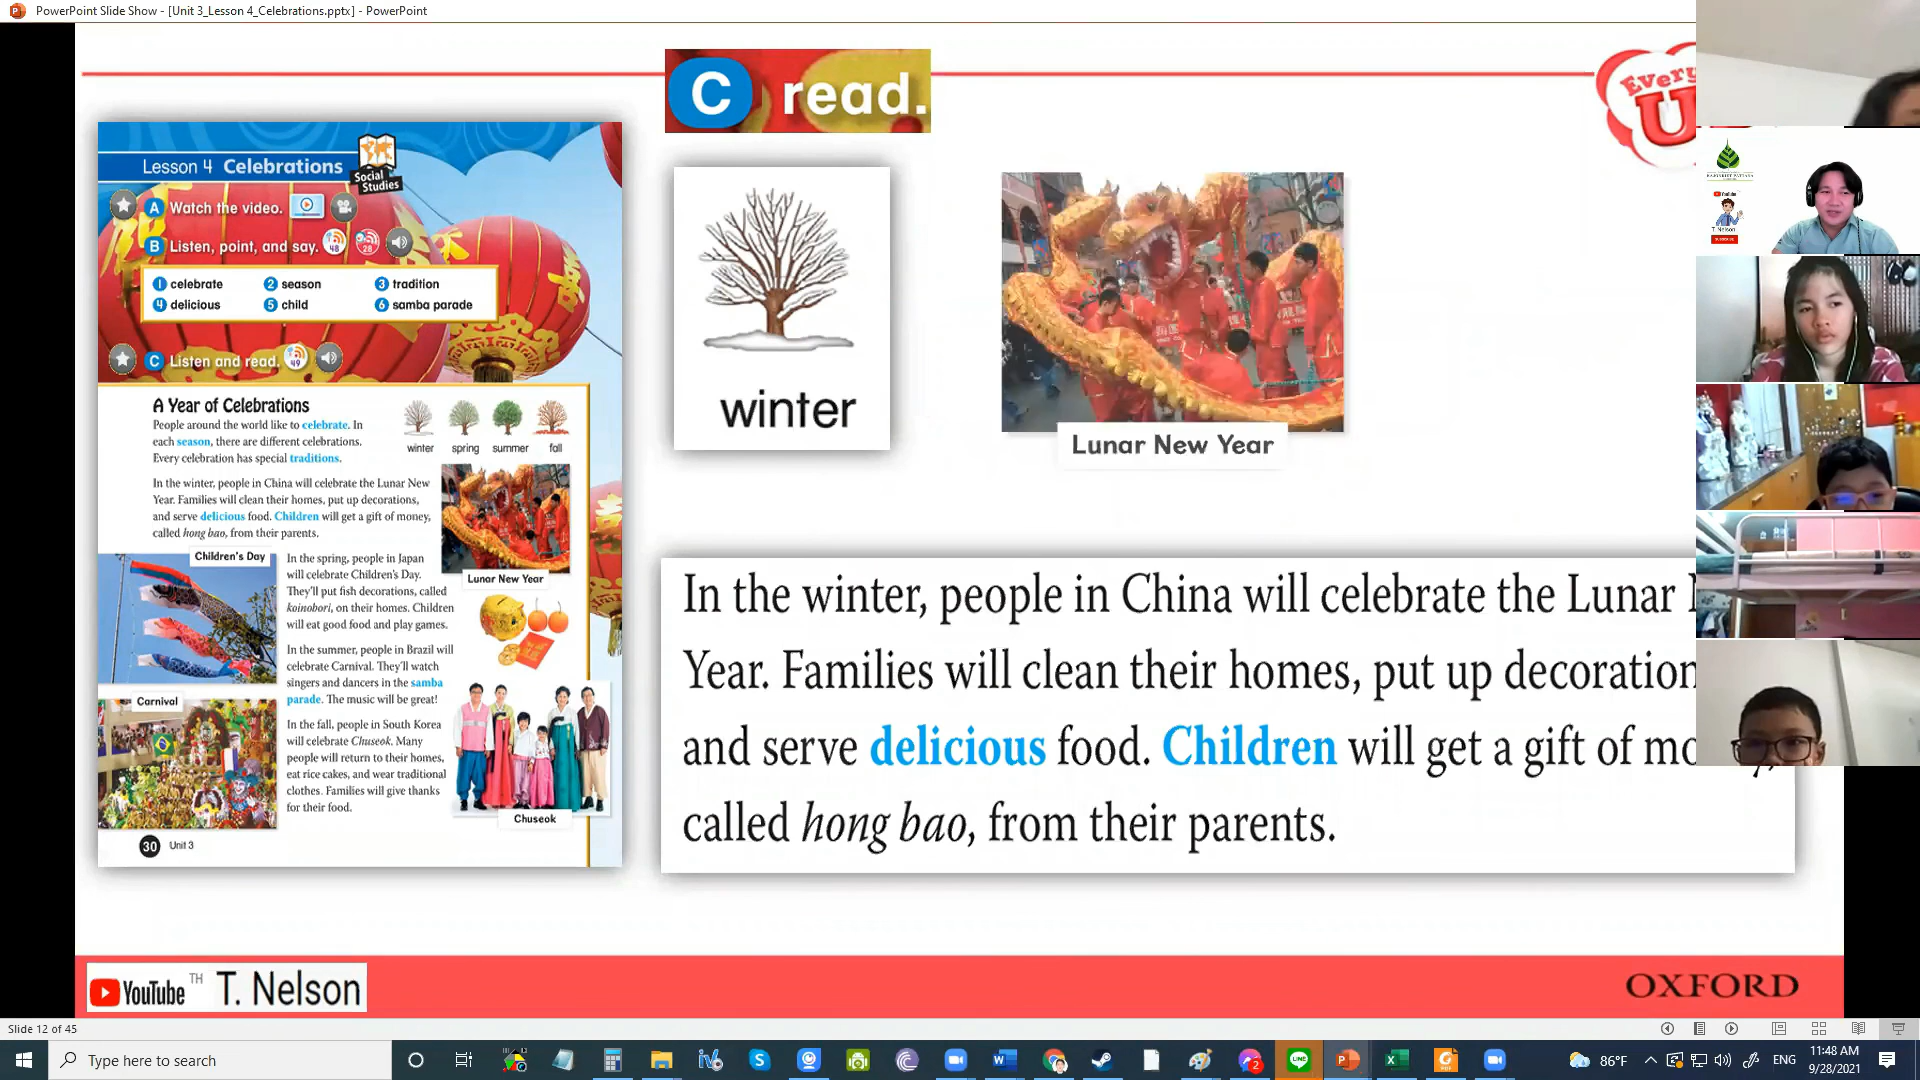 PowerPoint Slide Show - [Unit 3_Lesson 4_Celebrations.pptx] - PowerPoint
C read.
Every
U
Lesson 4 Celebrations
Social
Studies
A Watch the video.
B Listen, point, and say. 48 28
1 celebrate 2 season 3 tradition
4 delicious 5 child 6 samba parade
C Listen and read. 49
A Year of Celebrations
People around the world like to celebrate. In
each season, there are different celebrations.
Every celebration has special traditions.
winter spring summer fall
In the winter, people in China will celebrate the Lunar New
Year. Families will clean their homes, put up decorations,
and serve delicious food. Children will get a gift of money,
called hong bao, from their parents.
Lunar New Year
Children's Day
In the spring, people in Japan
will celebrate Children's Day.
They'll put fish decorations, called
koinobori, on their homes. Children
will eat good food and play games.
In the summer, people in Brazil will
celebrate Carnival. They'll watch
singers and dancers in the samba
parade. The music will be great!
Carnival
In the fall, people in South Korea
will celebrate Chuseok. Many
people will return to their homes,
eat rice cakes, and wear traditional
clothes. Families will give thanks
for their food.
Chuseok
30 Unit 3
winter
Lunar New Year
In the winter, people in China will celebrate the Lunar
Year. Families will clean their homes, put up decoration
and serve delicious food. Children will get a gift of mo
called hong bao, from their parents.
YouTube TH T. Nelson
OXFORD
YouTube
T. Nelson
SUBSCRIBE
Slide 12 of 45
Type here to search
86°F
ENG
11:48 AM
9/28/2021